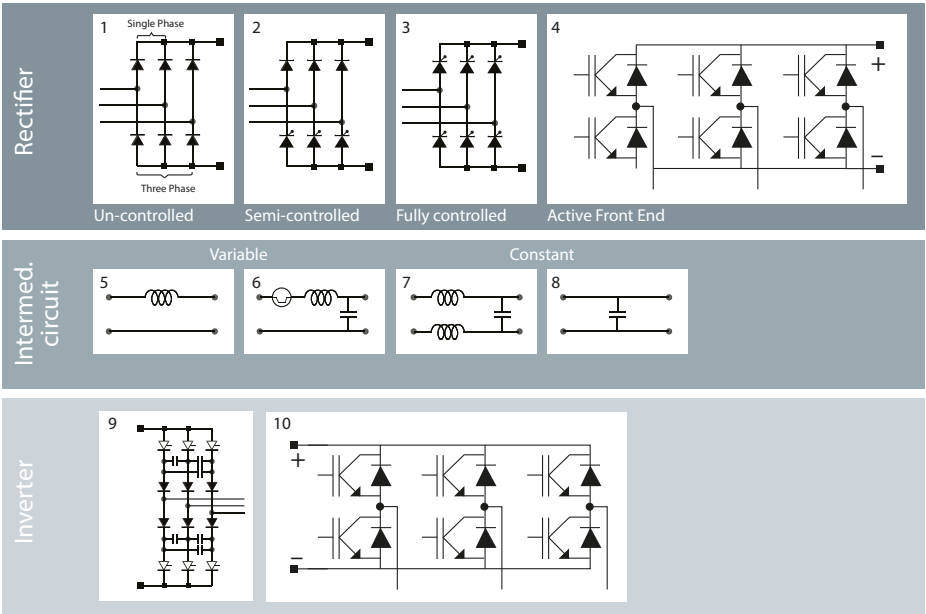 Rectifier
1
Single Phase
Three Phase
Un-controlled
2
Semi-controlled
3
Fully controlled
4
+
–
Active Front End
Intermed.
circuit
Variable
Constant
5
6
7
8
Inverter
9
10
+
–